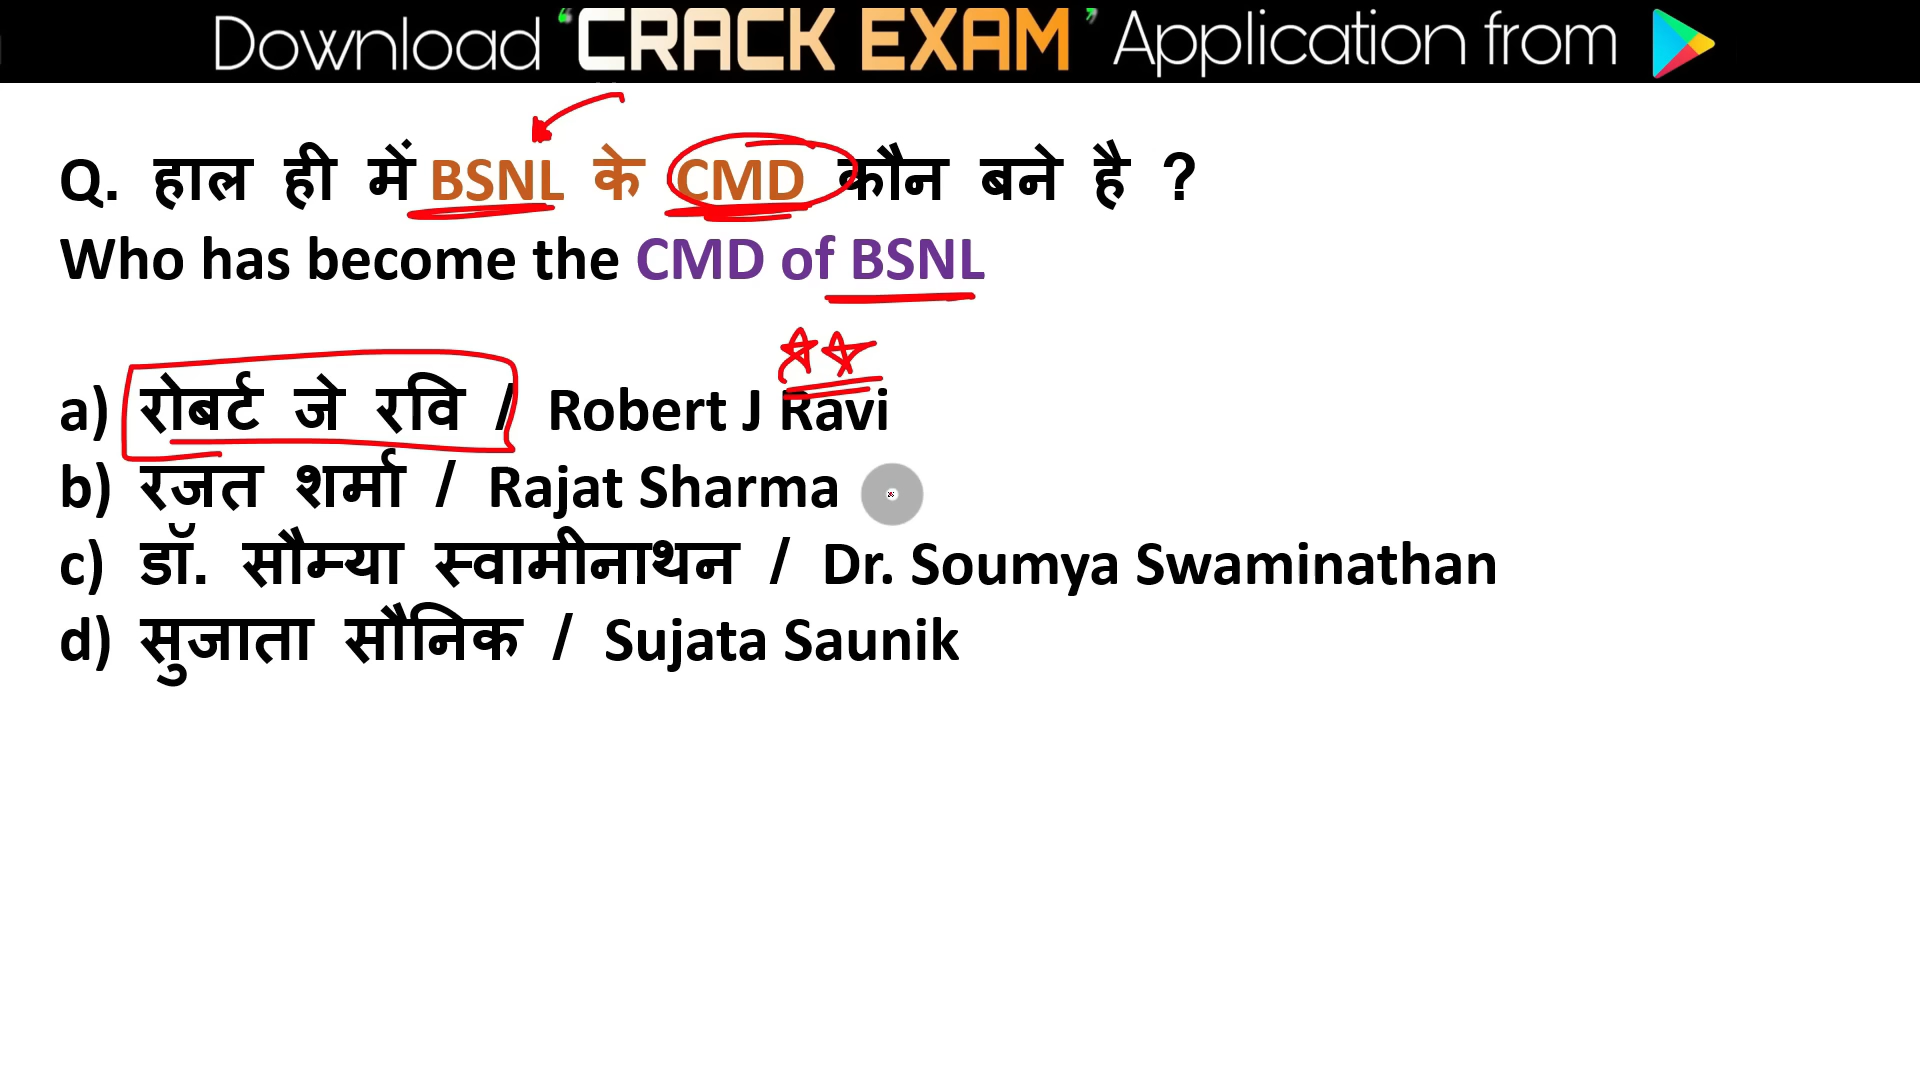 Download ‘CRACK EXAM’ Application from
Q. हाल ही में BSNL के CMD कौन बने है ?
Who has become the CMD of BSNL
a) रोबर्ट जे रवि / Robert J Ravi
b) रजत शर्मा / Rajat Sharma
c) डॉ. सौम्या स्वामीनाथन / Dr. Soumya Swaminathan
d) सुजाता सौनिक / Sujata Saunik